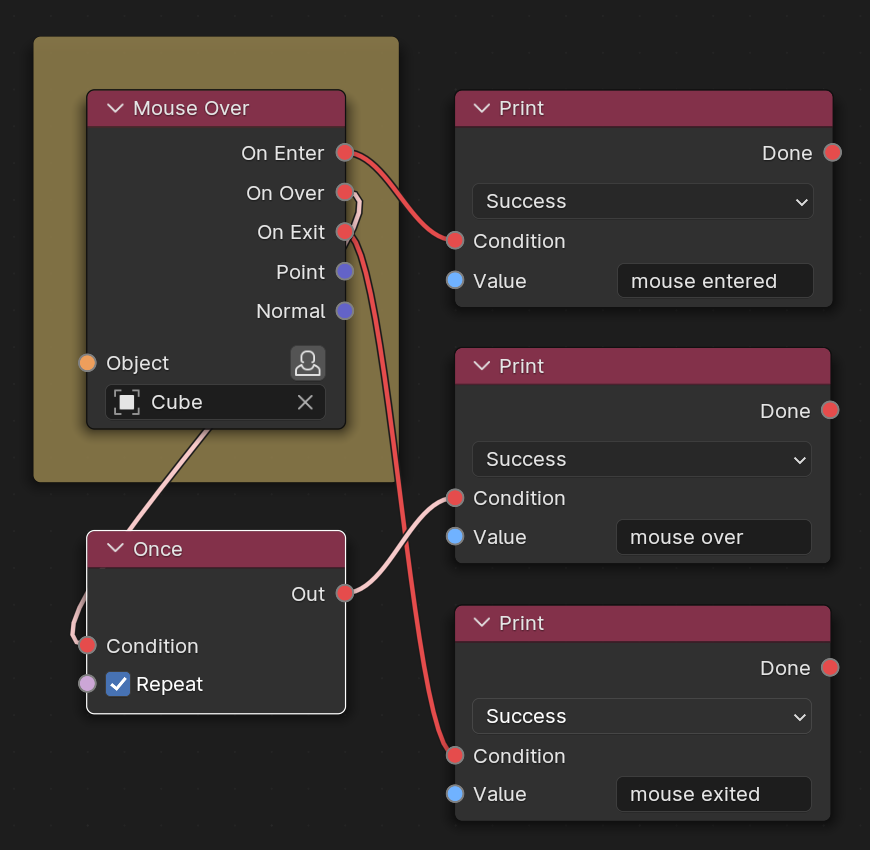 Mouse Over
On Enter
On Over
On Exit
Point
Normal
Object
Cube
Once
Out
Condition
Repeat
Print
Done
Success
Condition
Value mouse entered
Print
Done
Success
Condition
Value mouse over
Print
Done
Success
Condition
Value mouse exited